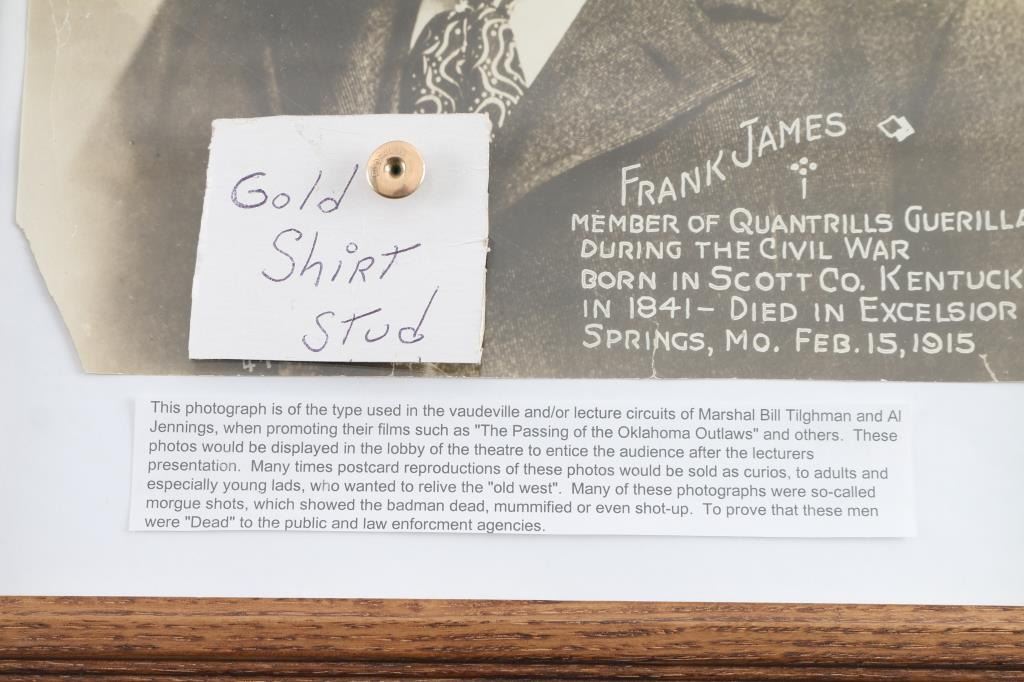 Gold
Shirt
Stud
FRANK JAMES
MEMBER OF QUANTRILLS GUERILLA
DURING THE CIVIL WAR
BORN IN SCOTT CO. KENTUCK
IN 1841 - DIED IN EXCELSIOR
SPRINGS, MO. FEB. 15, 1915
This photograph is of the type used in the vaudeville and/or lecture circuits of Marshal Bill Tilghman and Al
Jennings, when promoting their films such as "The Passing of the Oklahoma Outlaws" and others. These
photos would be displayed in the lobby of the theatre to entice the audience after the lecturers
presentation. Many times postcard reproductions of these photos would be sold as curios, to adults and
especially young lads, who wanted to relive the "old west". Many of these photographs were so-called
morgue shots, which showed the badman dead, mummified or even shot-up. To prove that these men
were "Dead" to the public and law enforcment agencies.